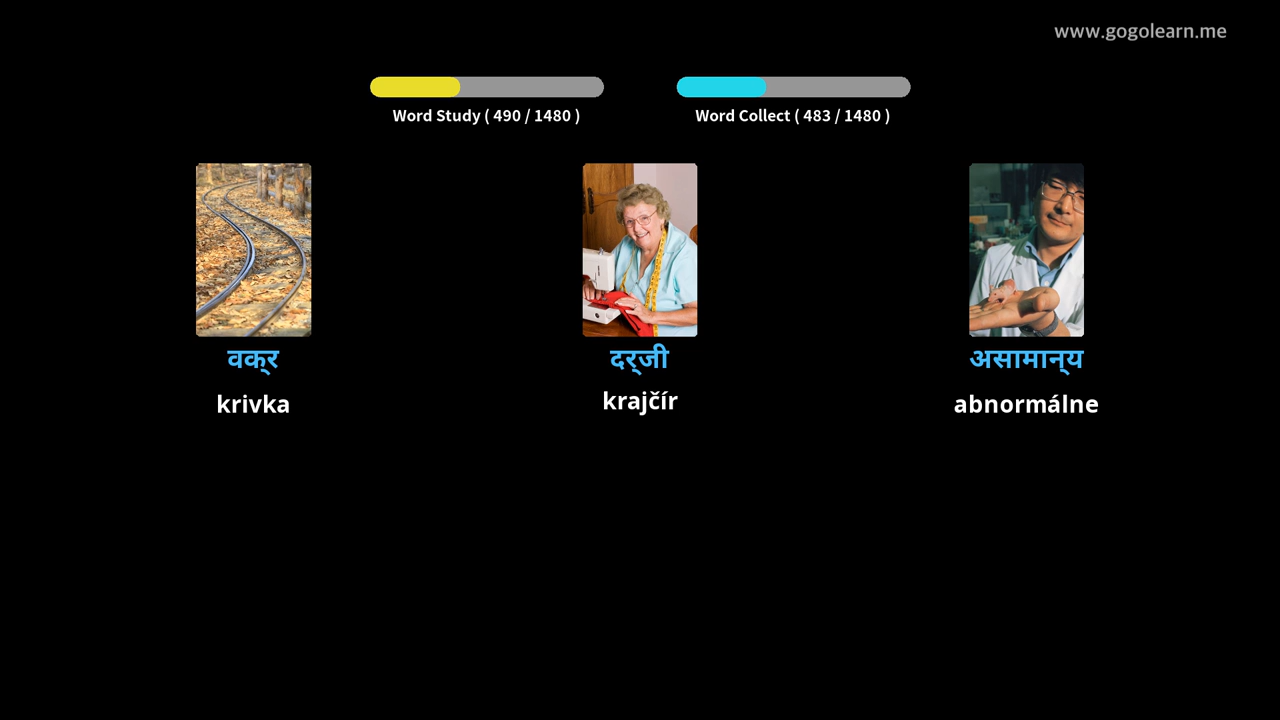 www.gogolearn.me
Word Study ( 490 / 1480 )
Word Collect ( 483 / 1480 )
वक्र
दर्जी
असामान्य
krivka
krajčír
abnormálne